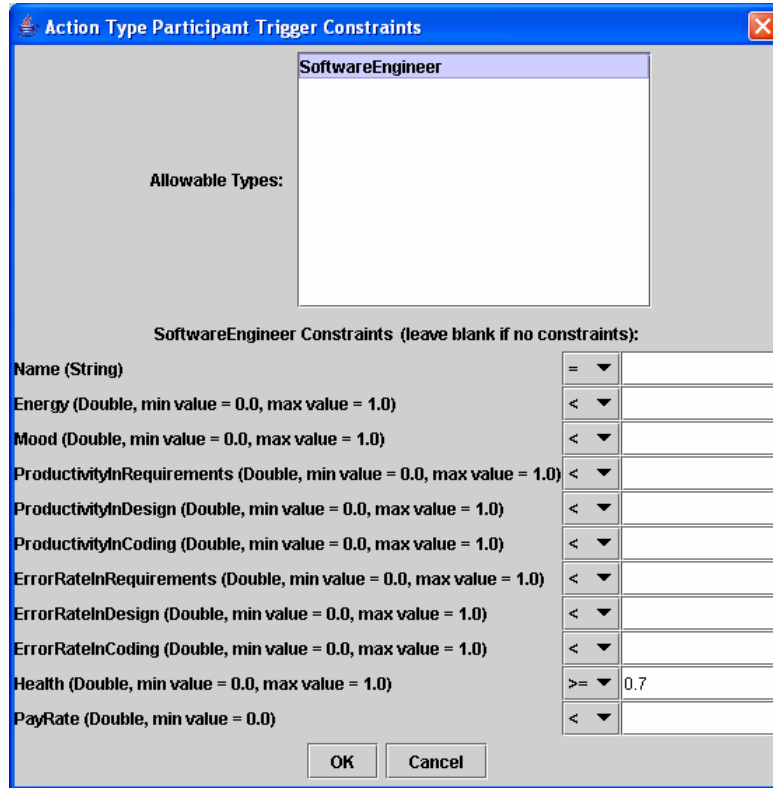 Action Type Participant Trigger Constraints
SoftwareEngineer
Allowable Types:
SoftwareEngineer Constraints (leave blank if no constraints):
Name (String) =
Energy (Double, min value = 0.0, max value = 1.0) <
Mood (Double, min value = 0.0, max value = 1.0) <
ProductivityInRequirements (Double, min value = 0.0, max value = 1.0) <
ProductivityInDesign (Double, min value = 0.0, max value = 1.0) <
ProductivityInCoding (Double, min value = 0.0, max value = 1.0) <
ErrorRateInRequirements (Double, min value = 0.0, max value = 1.0) <
ErrorRateInDesign (Double, min value = 0.0, max value = 1.0) <
ErrorRateInCoding (Double, min value = 0.0, max value = 1.0) <
Health (Double, min value = 0.0, max value = 1.0) >= 0.7
PayRate (Double, min value = 0.0) <
OK Cancel